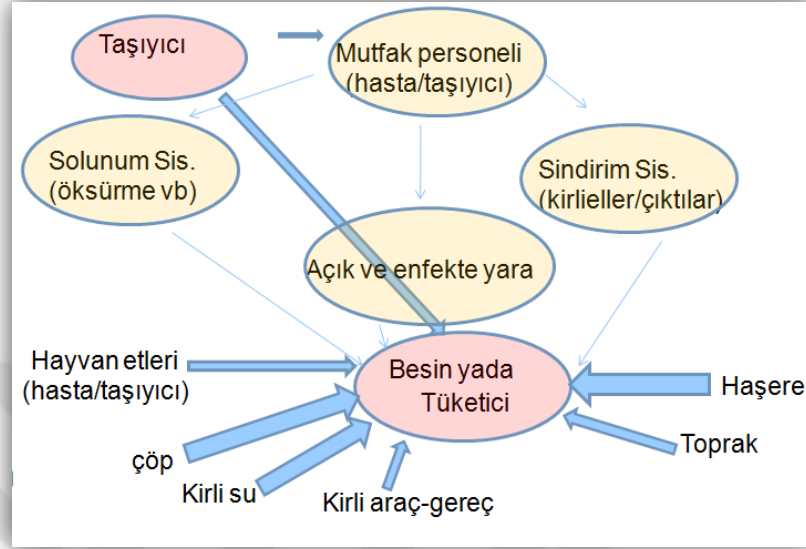 Taşıyıcı
Mutfak personeli
(hasta/taşıyıcı)
Solunum Sis.
(öksürme vb)
Sindirim Sis.
(kirlieller/çıktılar)
Açık ve enfekte yara
Hayvan etleri
(hasta/taşıyıcı)
Besin yada
Tüketici
Haşere
çöp
Toprak
Kirli su
Kirli araç-gereç